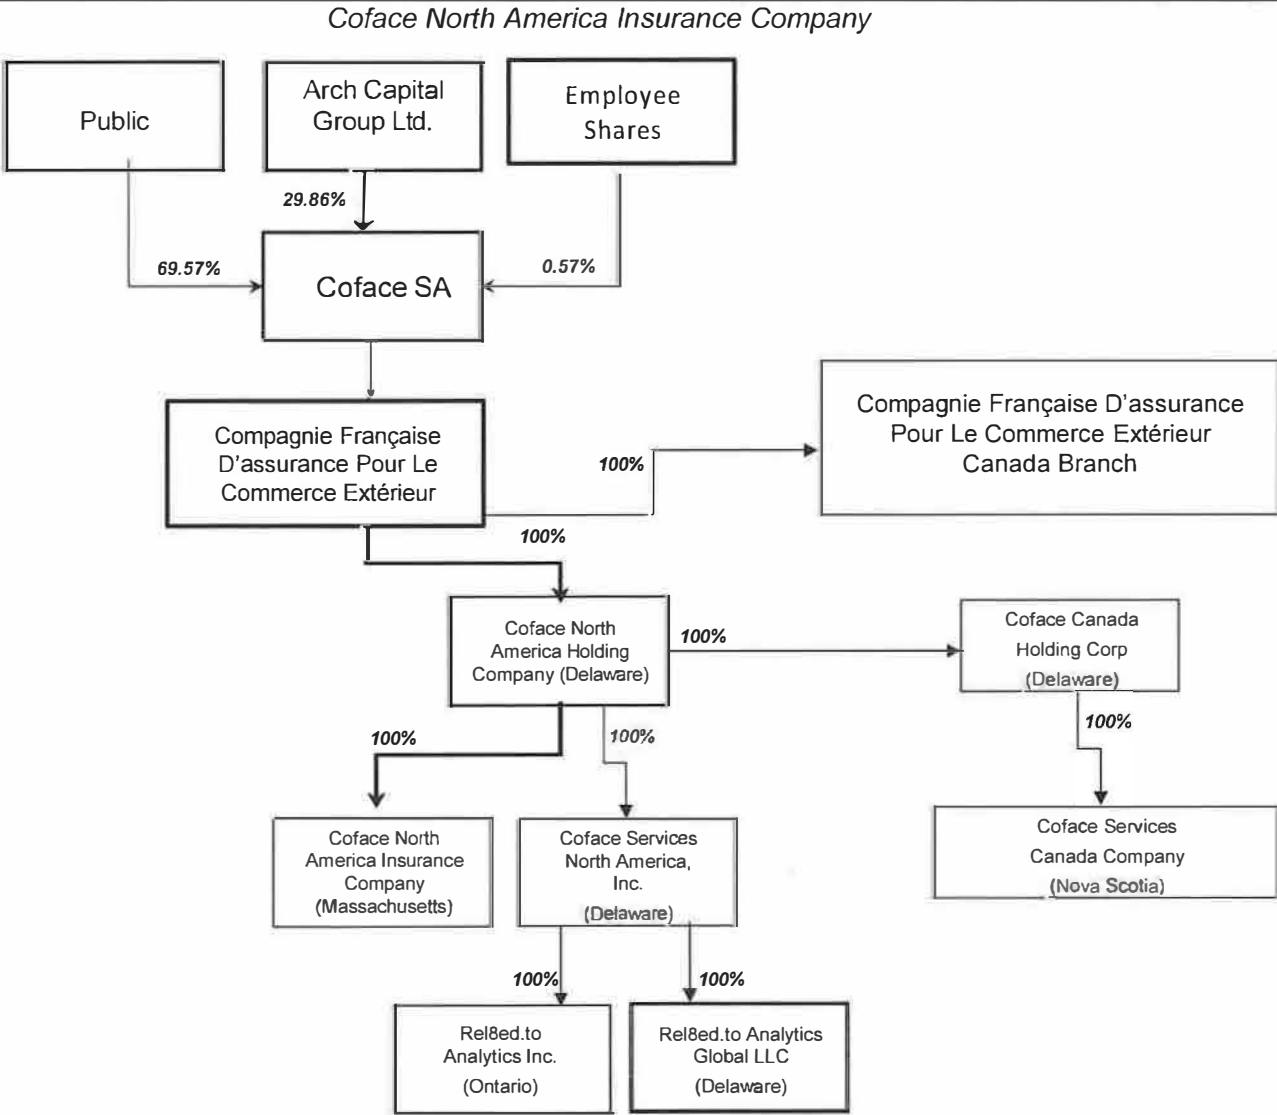 Coface North America Insurance Company
Public
Arch Capital
Group Ltd.
Employee
Shares
29.86%
69.57%
0.57%
Coface SA
Compagnie Française
D'assurance Pour Le
Commerce Extérieur
100%
Compagnie Française D'assurance
Pour Le Commerce Extérieur
Canada Branch
100%
Coface North
America Holding
Company (Delaware)
100%
Coface Canada
Holding Corp
(Delaware)
100%
100%
100%
Coface North
America Insurance
Company
(Massachusetts)
Coface Services
North America,
Inc.
(Delaware)
Coface Services
Canada Company
(Nova Scotia)
100%
100%
Rel8ed.to
Analytics Inc.
(Ontario)
Rel8ed.to Analytics
Global LLC
(Delaware)